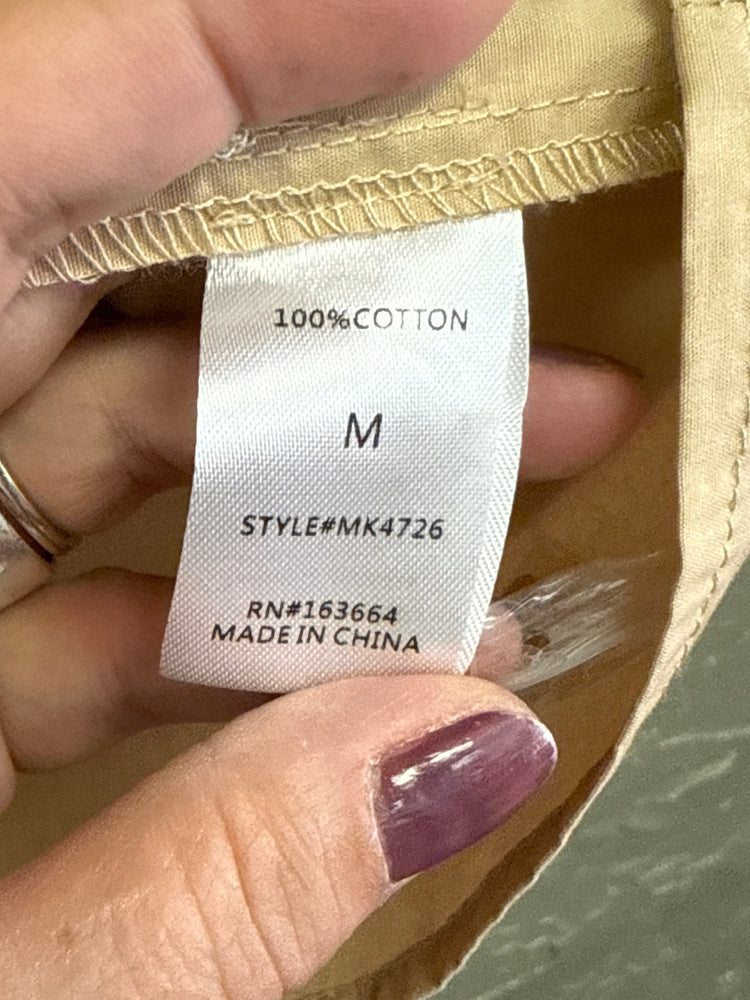 100%COTTON
M
STYLE#MK4726
RN#163664
MADE IN CHINA